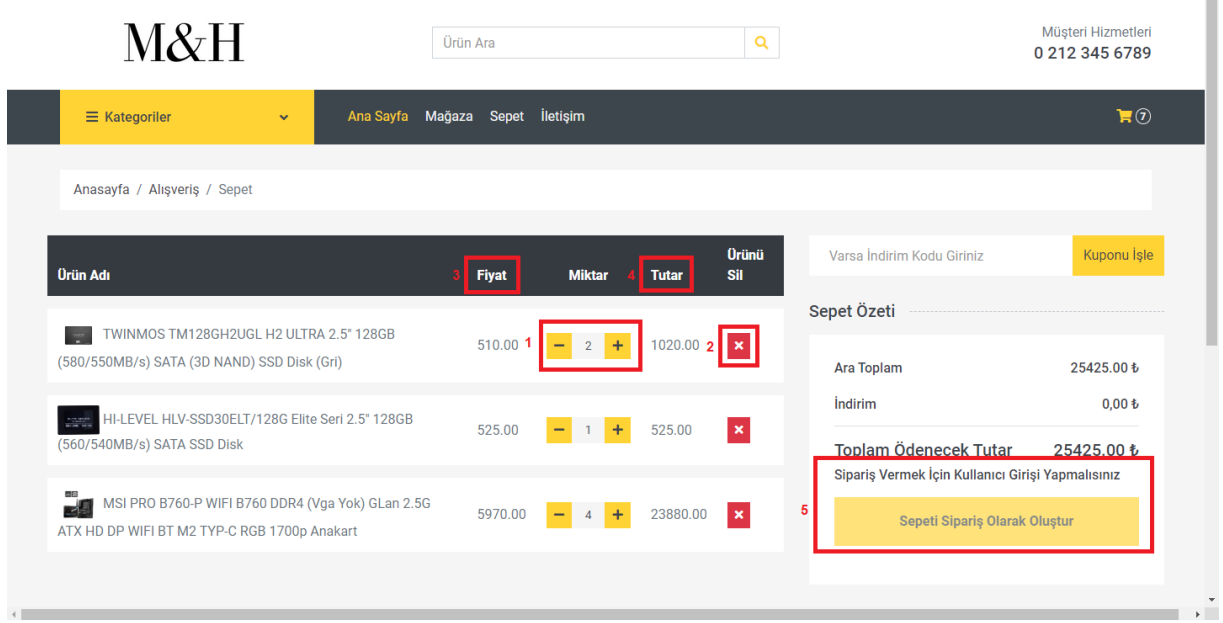 M&H
Ürün Ara
Müşteri Hizmetleri
0 212 345 6789
Kategoriler
Ana Sayfa Mağaza Sepet İletişim
7
Anasayfa / Alışveriş / Sepet
Ürün Adı
3 Fiyat
Miktar
4 Tutar
Ürünü
Sil
TWINMOS TM128GH2UGL H2 ULTRA 2.5" 128GB
(580/550MB/s) SATA (3D NAND) SSD Disk (Gri)
510.00 1 − 2 + 1020.00 2 ×
HI-LEVEL HLV-SSD30ELT/128G Elite Seri 2.5" 128GB
(560/540MB/s) SATA SSD Disk
525.00 − 1 + 525.00 ×
MSI PRO B760-P WIFI B760 DDR4 (Vga Yok) GLan 2.5G
ATX HD DP WIFI BT M2 TYP-C RGB 1700p Anakart
5970.00 − 4 + 23880.00 ×
Varsa İndirim Kodu Giriniz
Kuponu İşle
Sepet Özeti
Ara Toplam 25425.00 ₺
İndirim 0,00 ₺
Toplam Ödenecek Tutar 25425.00 ₺
Sipariş Vermek İçin Kullanıcı Girişi Yapmalısınız
5 Sepeti Sipariş Olarak Oluştur